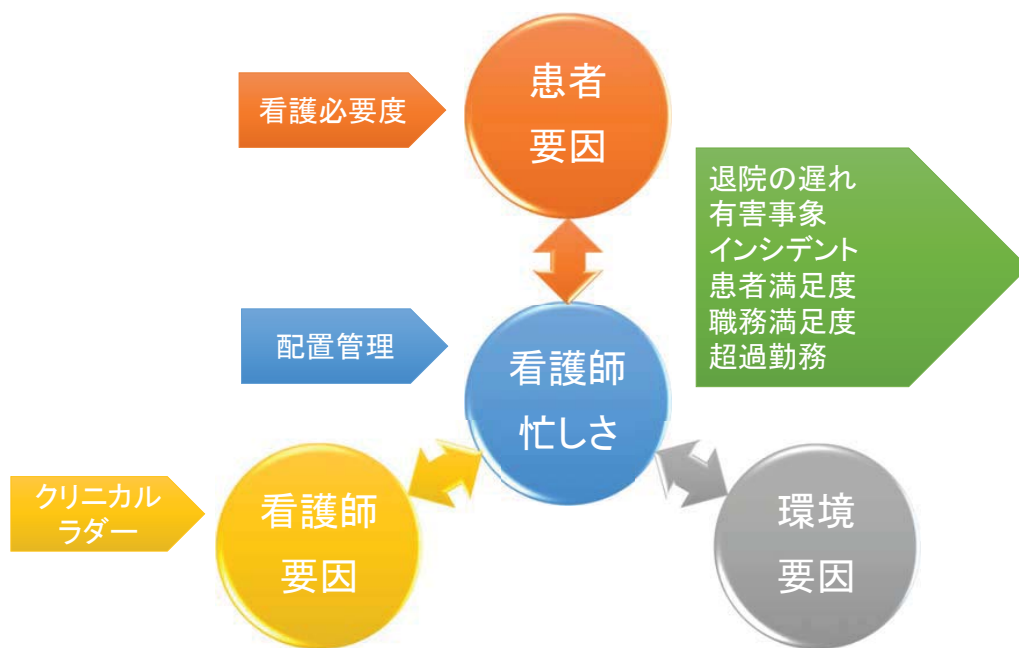 看護必要度
患者
要因
退院の遅れ
有害事象
インシデント
患者満足度
職務満足度
超過勤務
配置管理
看護師
忙しさ
クリニカル
ラダー
看護師
要因
環境
要因